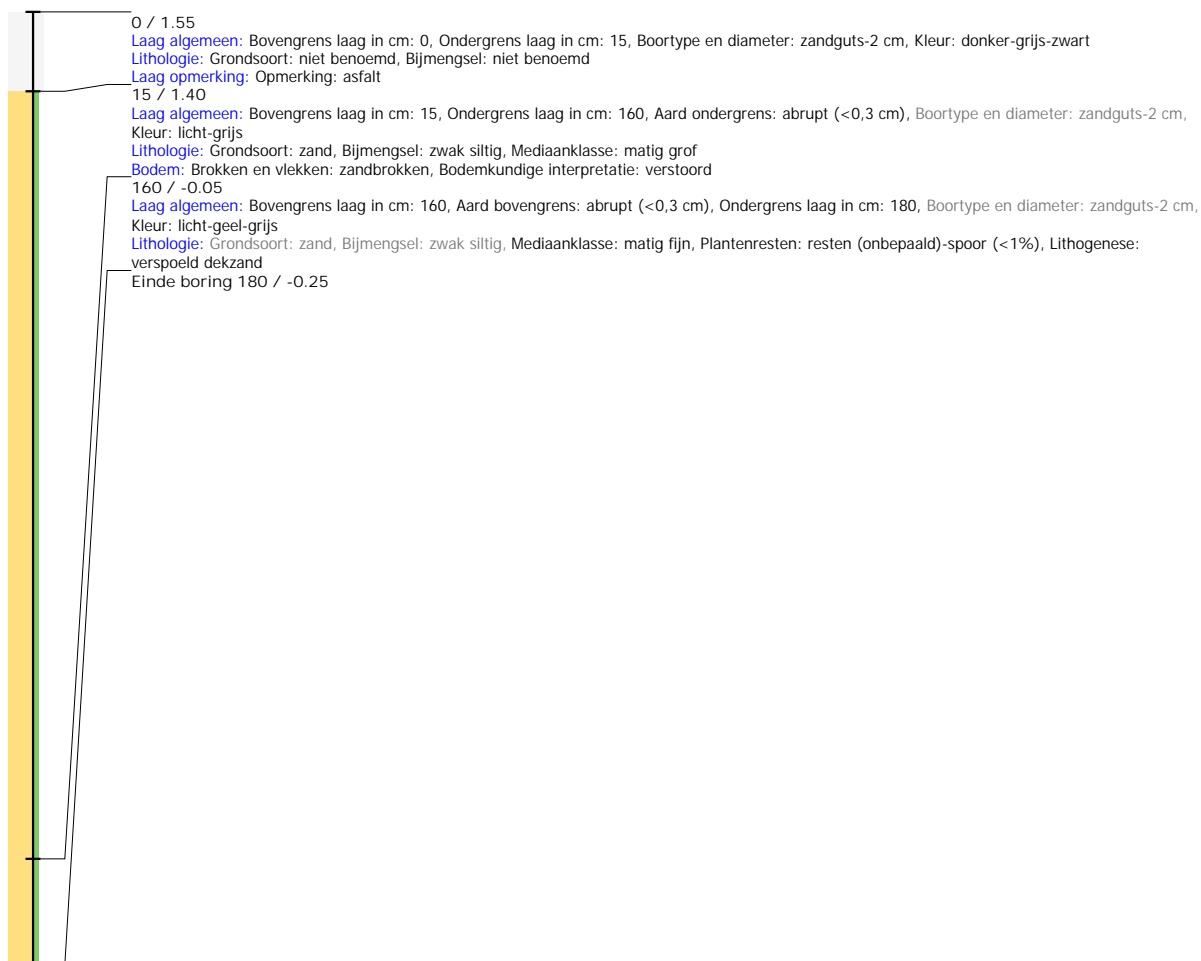 0 / 1.55
Laag algemeen: Bovengrens laag in cm: 0, Ondergrens laag in cm: 15, Boortype en diameter: zandguts-2 cm, Kleur: donker-grijs-zwart
Lithologie: Grondsoort: niet benoemd, Bijmengsel: niet benoemd
Laag opmerking: Opmerking: asfalt
15 / 1.40
Laag algemeen: Bovengrens laag in cm: 15, Ondergrens laag in cm: 160, Aard ondergrens: abrupt (<0,3 cm), Boortype en diameter: zandguts-2 cm,
Kleur: licht-grijs
Lithologie: Grondsoort: zand, Bijmengsel: zwak siltig, Mediaanklasse: matig grof
Bodem: Brokken en vlekken: zandbrokken, Bodemkundige interpretatie: verstoord
160 / -0.05
Laag algemeen: Bovengrens laag in cm: 160, Aard bovengrens: abrupt (<0,3 cm), Ondergrens laag in cm: 180, Boortype en diameter: zandguts-2 cm,
Kleur: licht-geel-grijs
Lithologie: Grondsoort: zand, Bijmengsel: zwak siltig, Mediaanklasse: matig fijn, Plantenresten: resten (onbepaald)-spoor (<1%), Lithogenese:
verspoeld dekzand
Einde boring 180 / -0.25